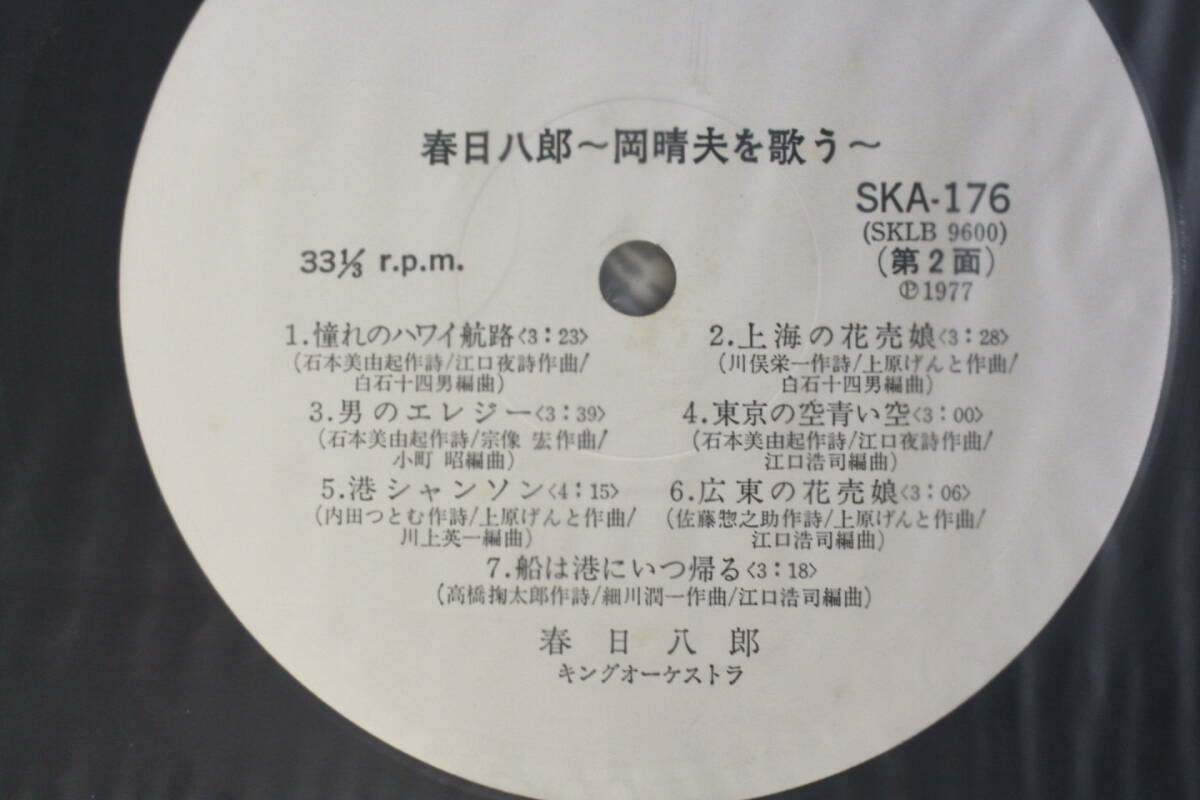 春日八郎～岡晴夫を歌う～
SKA-176
(SKLB 9600)
33⅓ r.p.m.
(第2面)
Ⓟ1977
1.憧れのハワイ航路<3:23>
(石本美由起作詩/江口夜詩作曲/
白石十四男編曲)
2.上海の花売娘<3:28>
(川俣栄一作詩/上原げんと作曲/
白石十四男編曲)
3.男のエレジー<3:39>
(石本美由起作詩/宗像 宏作曲/
小町 昭編曲)
4.東京の空青い空<3:00>
(石本美由起作詩/江口夜詩作曲/
江口浩司編曲)
5.港シャンソン<4:15>
(内田つとむ作詩/上原げんと作曲/
川上英一編曲)
6.広東の花売娘<3:06>
(佐藤惣之助作詩/上原げんと作曲/
江口浩司編曲)
7.船は港にいつ帰る<3:18>
(高橋掬太郎作詩/細川潤一作曲/江口浩司編曲)
春日八郎
キングオーケストラ